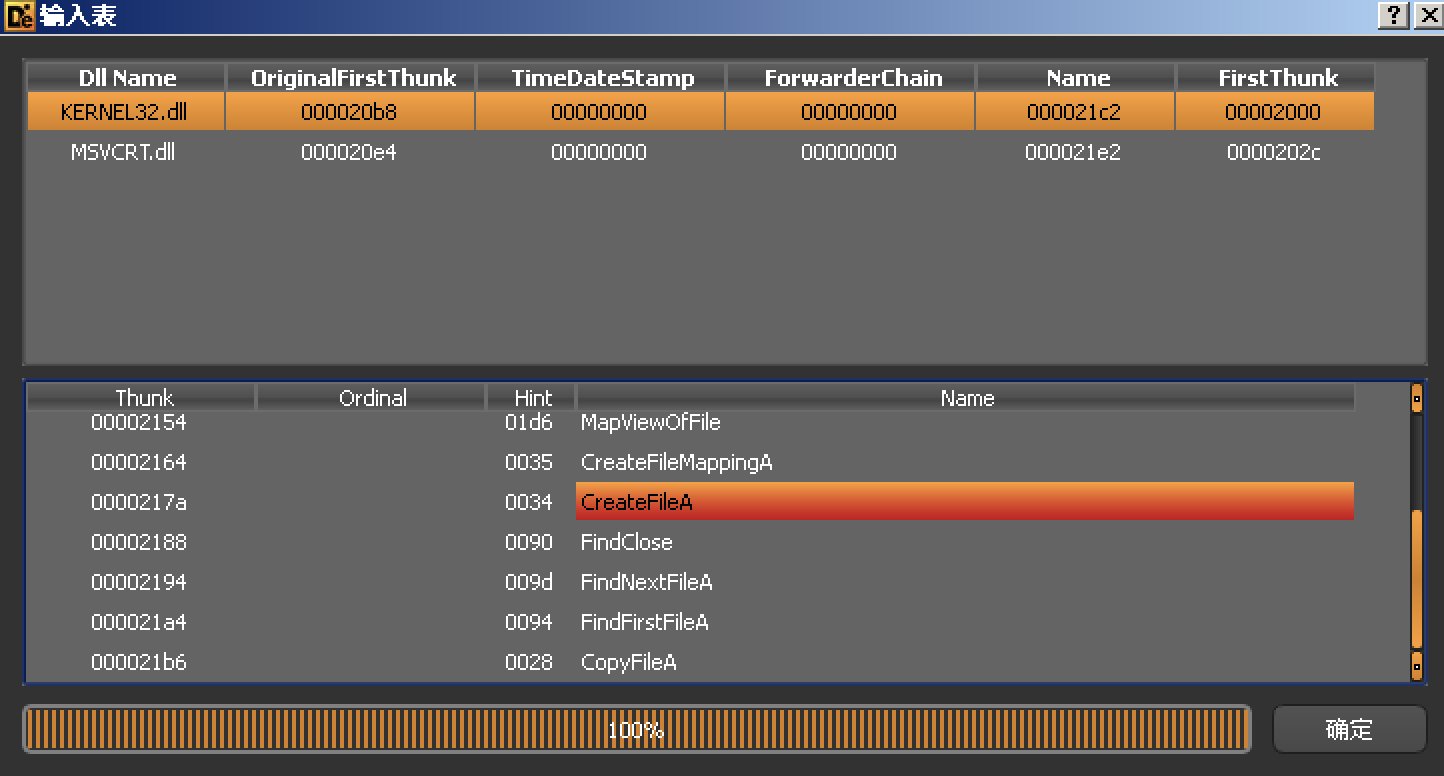 De 输入表 ? X
Dll Name OriginalFirstThunk TimeDateStamp ForwarderChain Name FirstThunk
KERNEL32.dll 000020b8 00000000 00000000 000021c2 00002000
MSVCRT.dll 000020e4 00000000 00000000 000021e2 0000202c
Thunk Ordinal Hint Name
00002154 01d6 MapViewOfFile
00002164 0035 CreateFileMappingA
0000217a 0034 CreateFileA
00002188 0090 FindClose
00002194 009d FindNextFileA
000021a4 0094 FindFirstFileA
000021b6 0028 CopyFileA
100% 确定